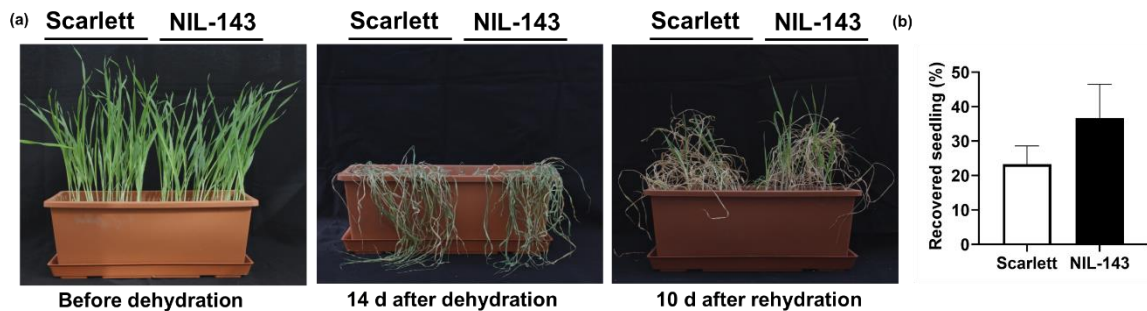 (a) Scarlett NIL-143 Scarlett NIL-143 Scarlett NIL-143
Before dehydration 14 d after dehydration 10 d after rehydration
(b)
Recovered seedling (%)
50
40
30
20
10
0
Scarlett NIL-143